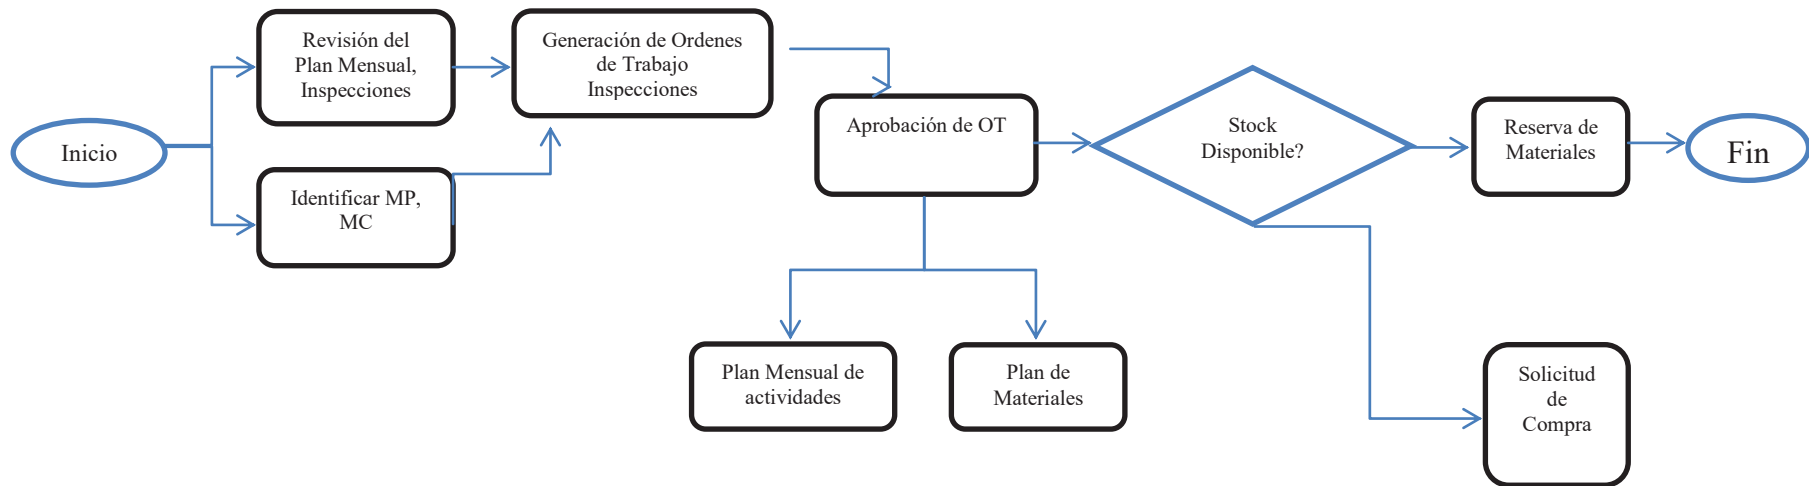 Inicio
Revisión del
Plan Mensual,
Inspecciones
Identificar MP,
MC
Generación de Ordenes
de Trabajo
Inspecciones
Aprobación de OT
Plan Mensual de
actividades
Plan de
Materiales
Stock
Disponible?
Reserva de
Materiales
Fin
Solicitud
de
Compra